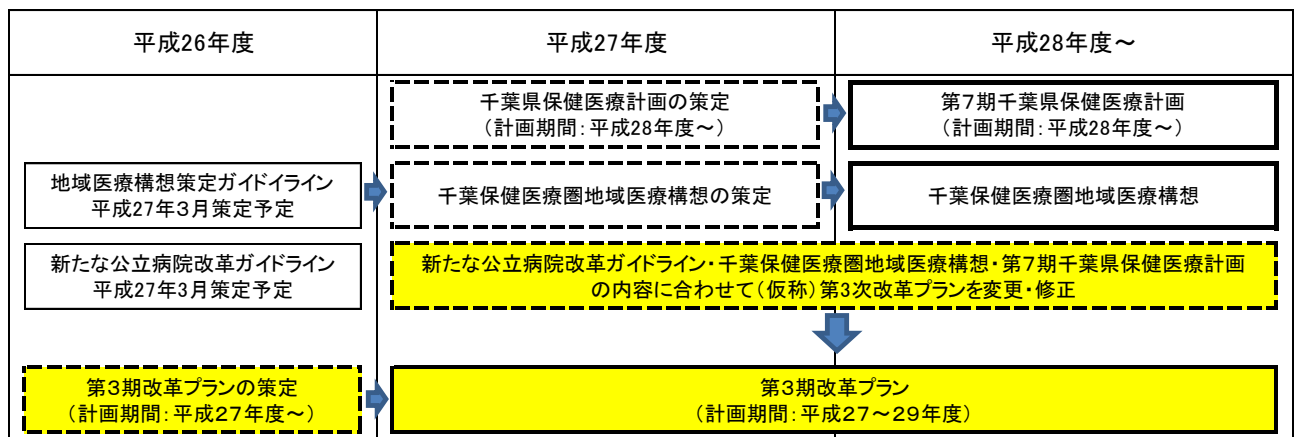 平成26年度
平成27年度
平成28年度～
千葉県保健医療計画の策定
（計画期間：平成28年度～）
第７期千葉県保健医療計画
（計画期間：平成28年度～）
地域医療構想策定ガイドイライン
平成27年３月策定予定
千葉保健医療圏地域医療構想の策定
千葉保健医療圏地域医療構想
新たな公立病院改革ガイドライン
平成27年3月策定予定
新たな公立病院改革ガイドライン・千葉保健医療圏地域医療構想・第７期千葉県保健医療計画
の内容に合わせて（仮称）第3次改革プランを変更・修正
第３期改革プランの策定
（計画期間：平成２７年度～）
第３期改革プラン
（計画期間：平成27～29年度）